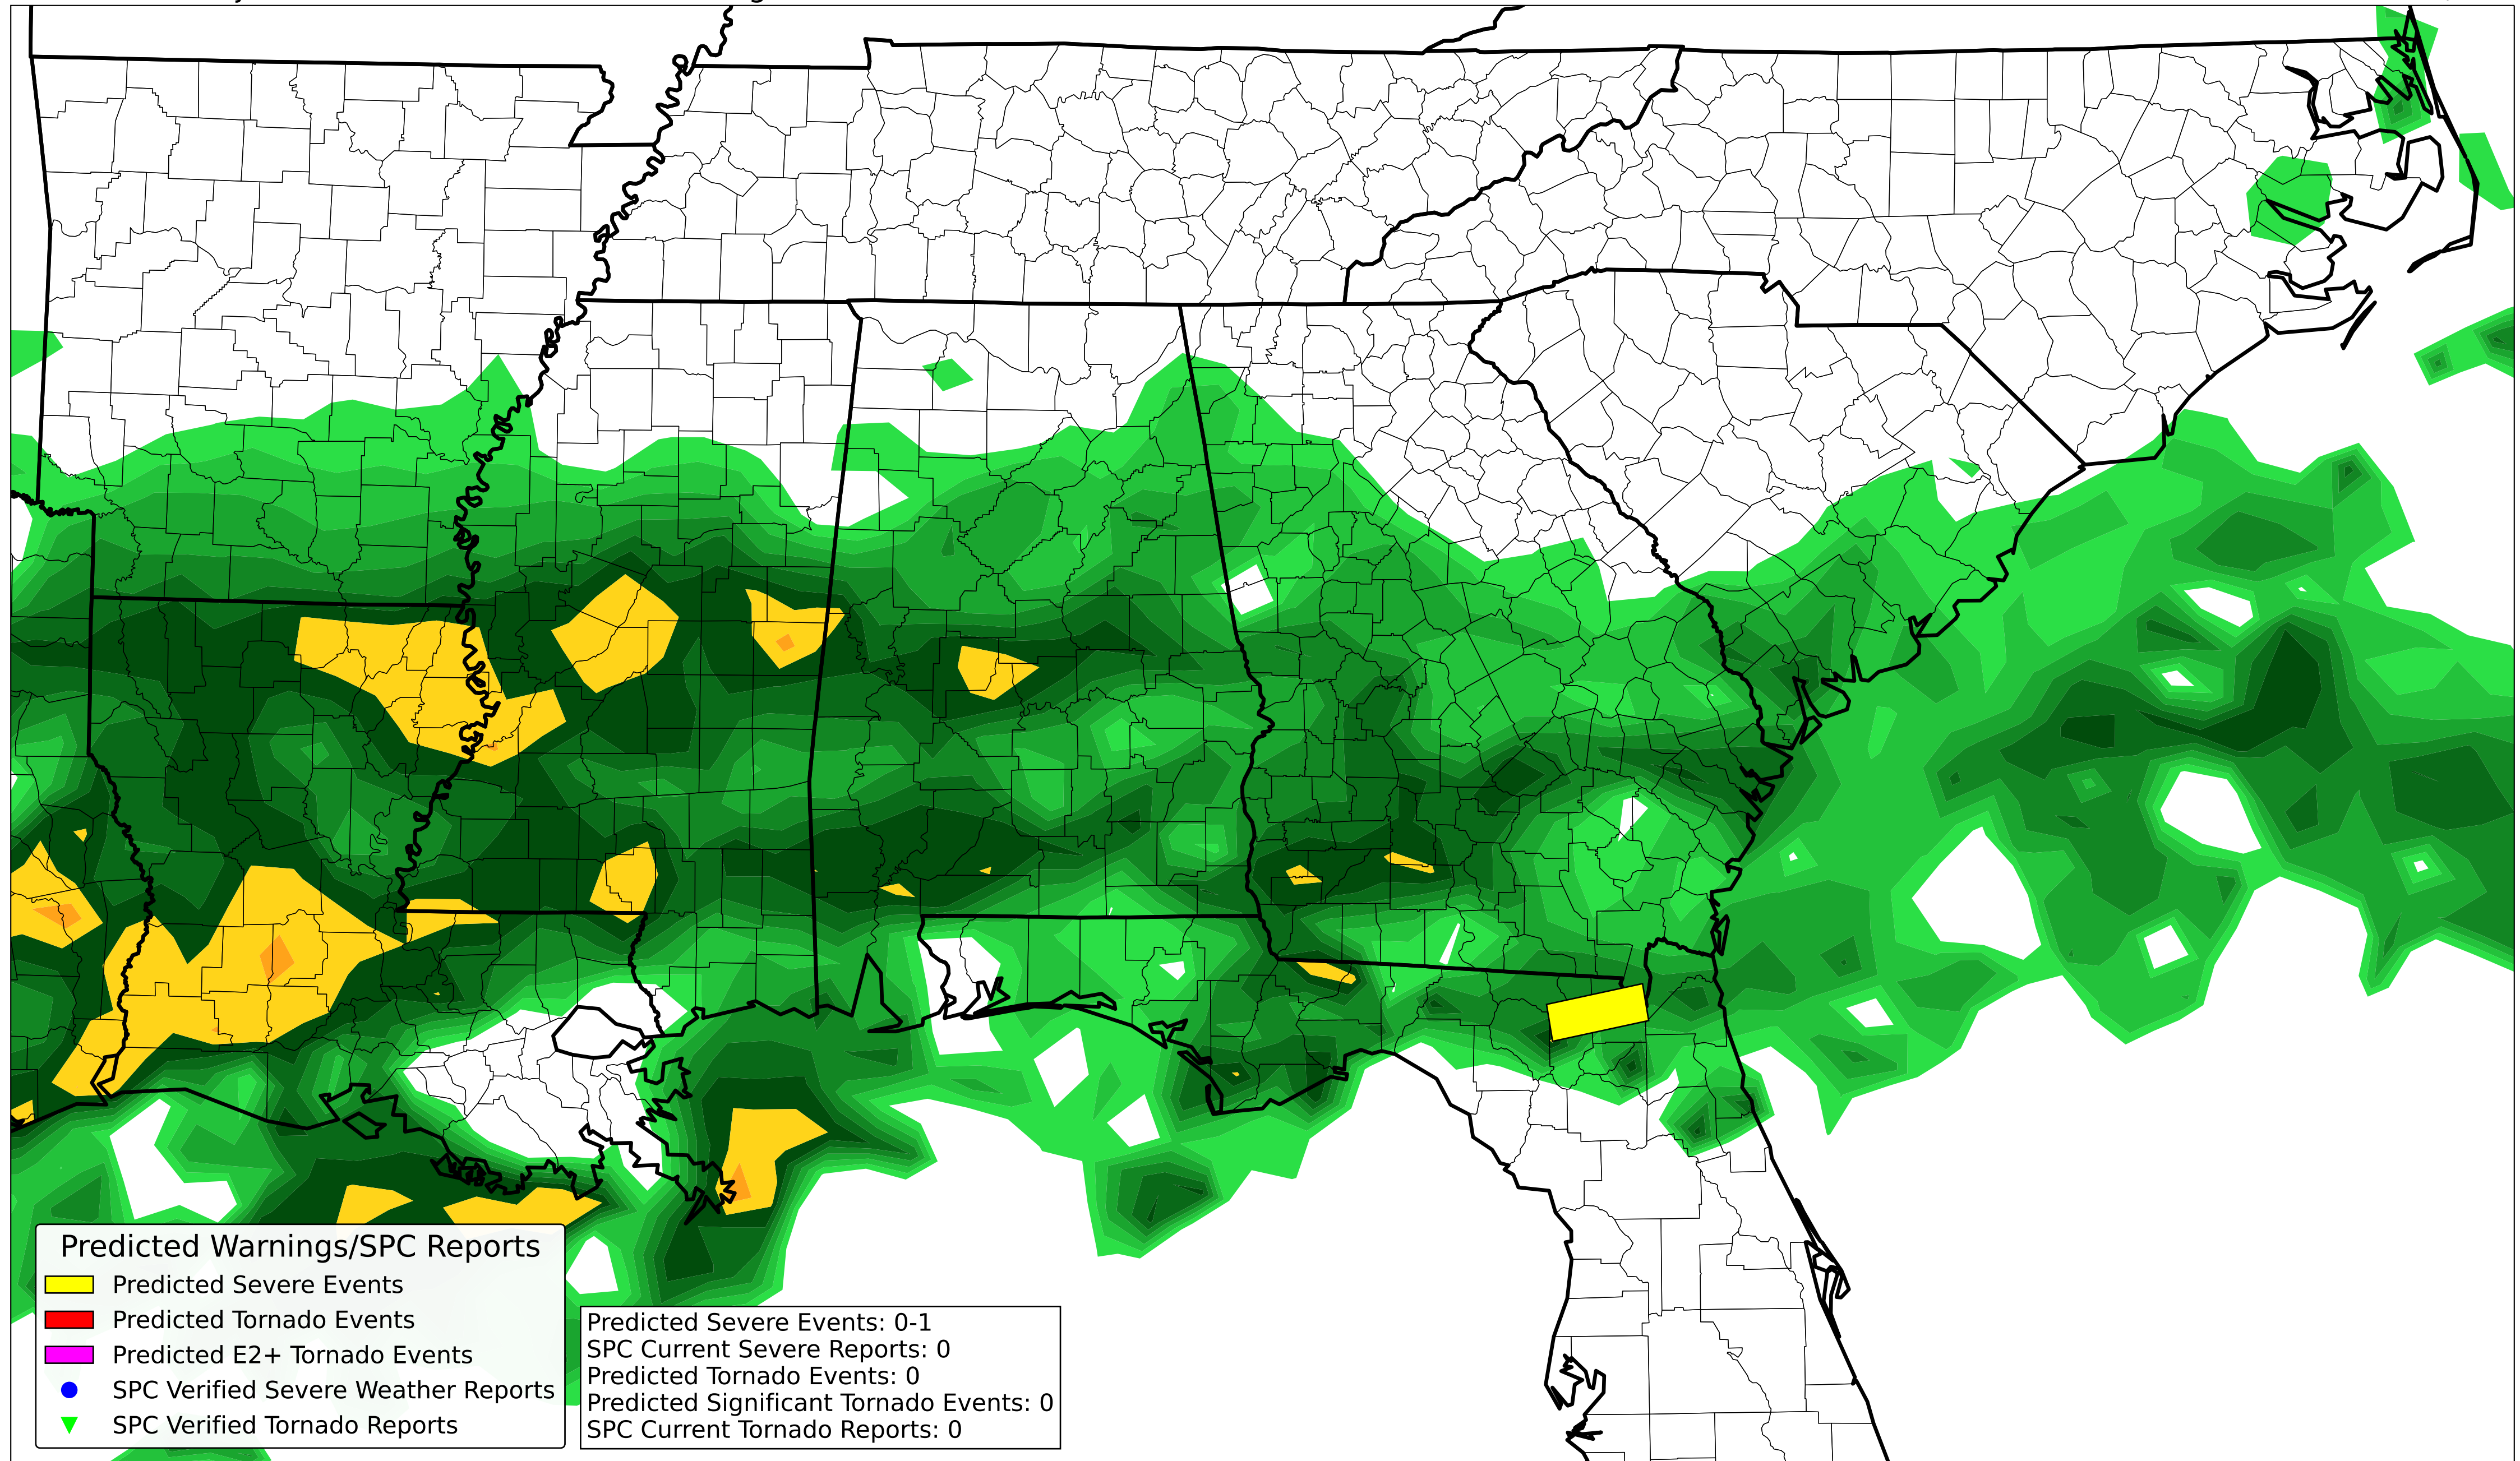 Predicted Warnings/SPC Reports
Predicted Severe Events
Predicted Tornado Events
Predicted E2+ Tornado Events
SPC Verified Severe Weather Reports
SPC Verified Tornado Reports
Predicted Severe Events: 0-1
SPC Current Severe Reports: 0
Predicted Tornado Events: 0
Predicted Significant Tornado Events: 0
SPC Current Tornado Reports: 0